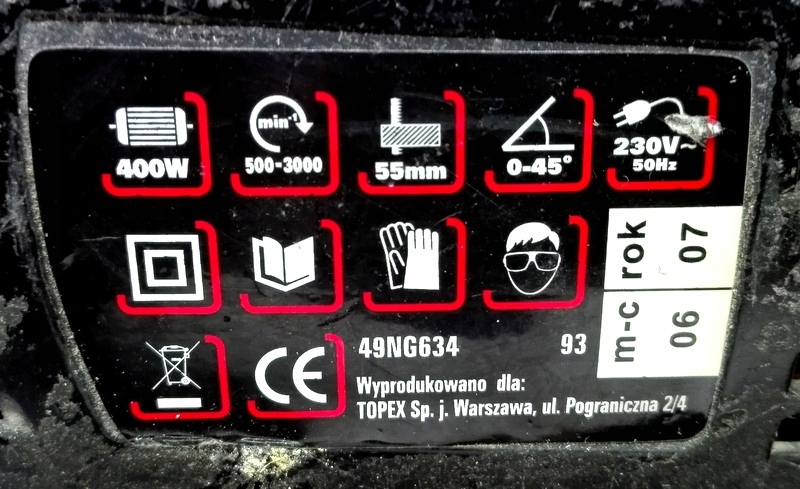 400W
min⁻¹
500-3000
55mm
0-45°
230V~
50Hz
rok 07
m-c 06
CE
49NG634 93
Wyprodukowano dla:
TOPEX Sp. j. Warszawa, ul. Pograniczna 2/4